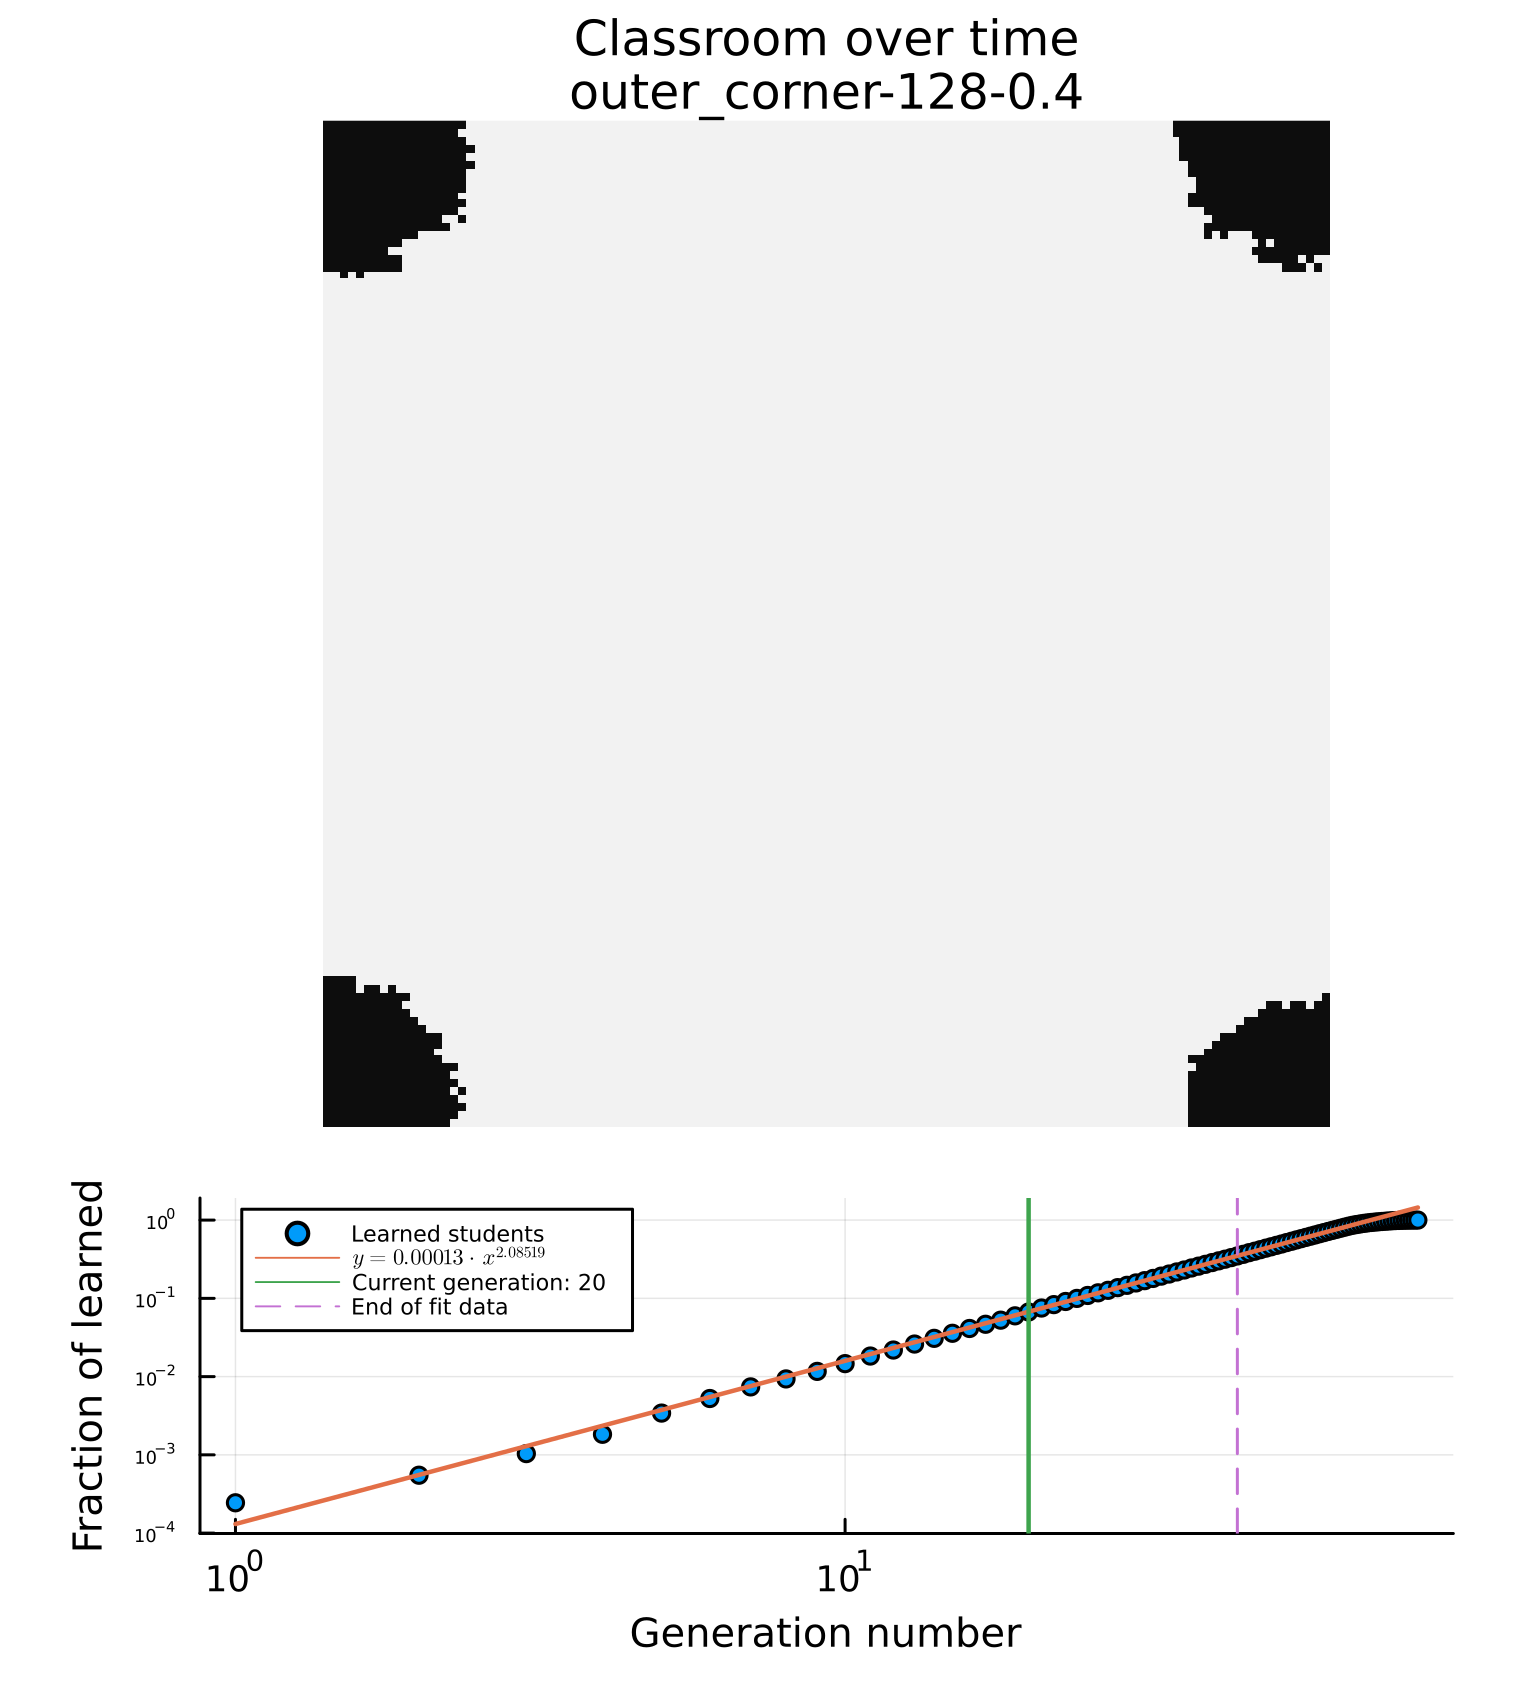 Classroom over time
outer_corner-128-0.4
Fraction of learned
10⁰
10⁻¹
10⁻²
10⁻³
10⁻⁴
Learned students
y = 0.00013 · x^2.08519
Current generation: 20
End of fit data
10⁰
10¹
Generation number